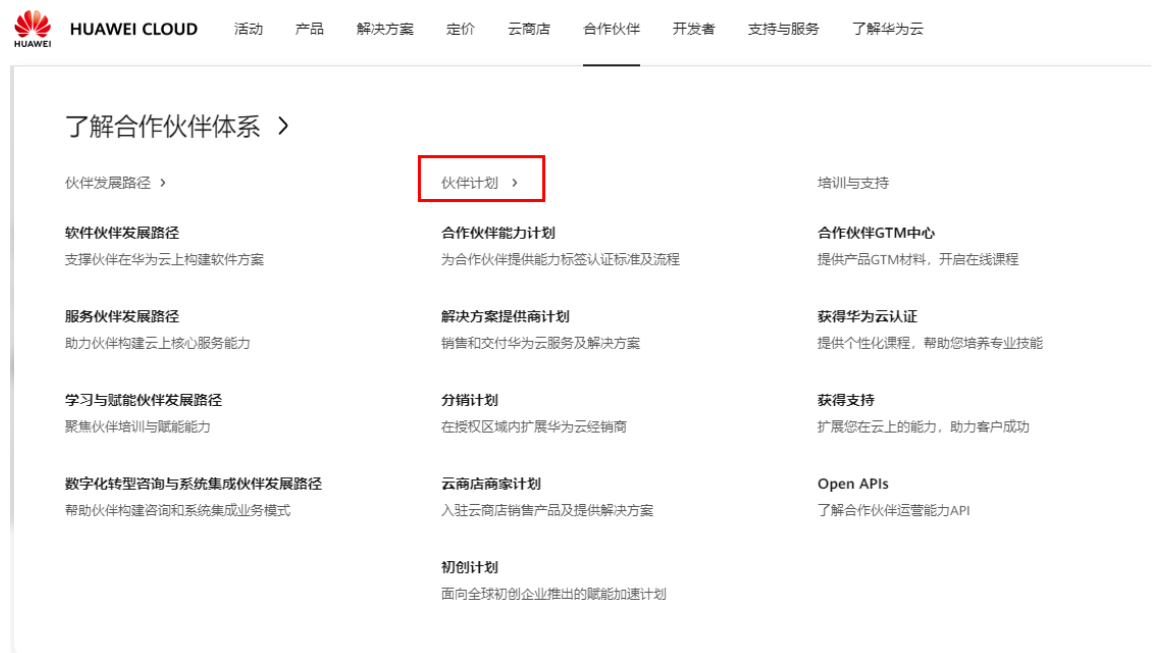 HUAWEI
HUAWEI CLOUD 活动 产品 解决方案 定价 云商店 合作伙伴 开发者 支持与服务 了解华为云
了解合作伙伴体系 >
伙伴发展路径 >
软件伙伴发展路径
支撑伙伴在华为云上构建软件方案
服务伙伴发展路径
助力伙伴构建云上核心服务能力
学习与赋能伙伴发展路径
聚焦伙伴培训与赋能能力
数字化转型咨询与系统集成伙伴发展路径
帮助伙伴构建咨询和系统集成业务模式
伙伴计划 >
合作伙伴能力计划
为合作伙伴提供能力标签认证标准及流程
解决方案提供商计划
销售和交付华为云服务及解决方案
分销计划
在授权区域内扩展华为云经销商
云商店商家计划
入驻云商店销售产品及提供解决方案
初创计划
面向全球初创企业推出的赋能加速计划
培训与支持
合作伙伴GTM中心
提供产品GTM材料，开启在线课程
获得华为云认证
提供个性化课程，帮助您培养专业技能
获得支持
扩展您在云上的能力，助力客户成功
Open APIs
了解合作伙伴运营能力API